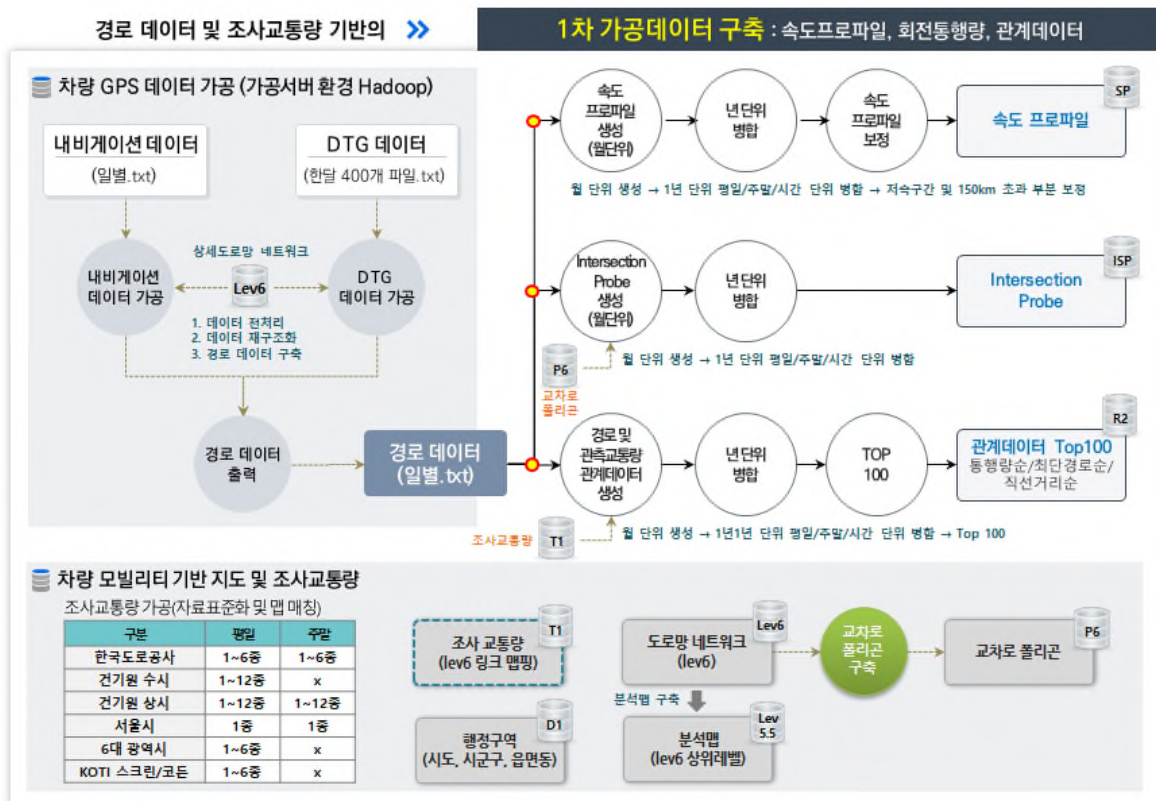 경로 데이터 및 조사교통량 기반의
1차 가공데이터 구축 : 속도프로파일, 회전통행량, 관계데이터
차량 GPS 데이터 가공 (가공서버 환경 Hadoop)
내비게이션 데이터
(일별.txt)
DTG 데이터
(한달 400개 파일.txt)
상세도로망 네트워크
내비게이션
데이터 가공
Lev6
DTG
데이터 가공
1. 데이터 전처리
2. 데이터 재구조화
3. 경로 데이터 구축
경로 데이터
출력
경로 데이터
(일별.txt)
속도
프로파일
생성
(월단위)
년 단위
병합
속도
프로파일
보정
속도 프로파일
SP
월 단위 생성 → 1년 단위 평일/주말/시간 단위 병합 → 저속구간 및 150km 초과 부분 보정
Intersection
Probe
생성
(월단위)
년 단위
병합
Intersection
Probe
ISP
월 단위 생성 → 1년 단위 평일/주말/시간 단위 병합
P6
교차로
폴리곤
경로 및
관측교통량
관계데이터
생성
년 단위
병합
TOP
100
관계데이터 Top100
통행량순/최단경로순/
직선거리순
R2
조사교통량
T1
월 단위 생성 → 1년1년 단위 평일/주말/시간 단위 병합 → Top 100
차량 모빌리티 기반 지도 및 조사교통량
조사교통량 가공(자료표준화 및 맵 매칭)
구분 평일 주말
한국도로공사 1~6종 1~6종
건기원 수시 1~12종 x
건기원 상시 1~12종 1~12종
서울시 1종 1종
6대 광역시 1~6종 x
KOTI 스크린/코든 1~6종 x
조사 교통량
(lev6 링크 맵핑)
T1
행정구역
(시도, 시군구, 읍면동)
D1
도로망 네트워크
(lev6)
Lev6
분석맵 구축
분석맵
(lev6 상위레벨)
Lev
5.5
교차로
폴리곤
구축
교차로 폴리곤
P6